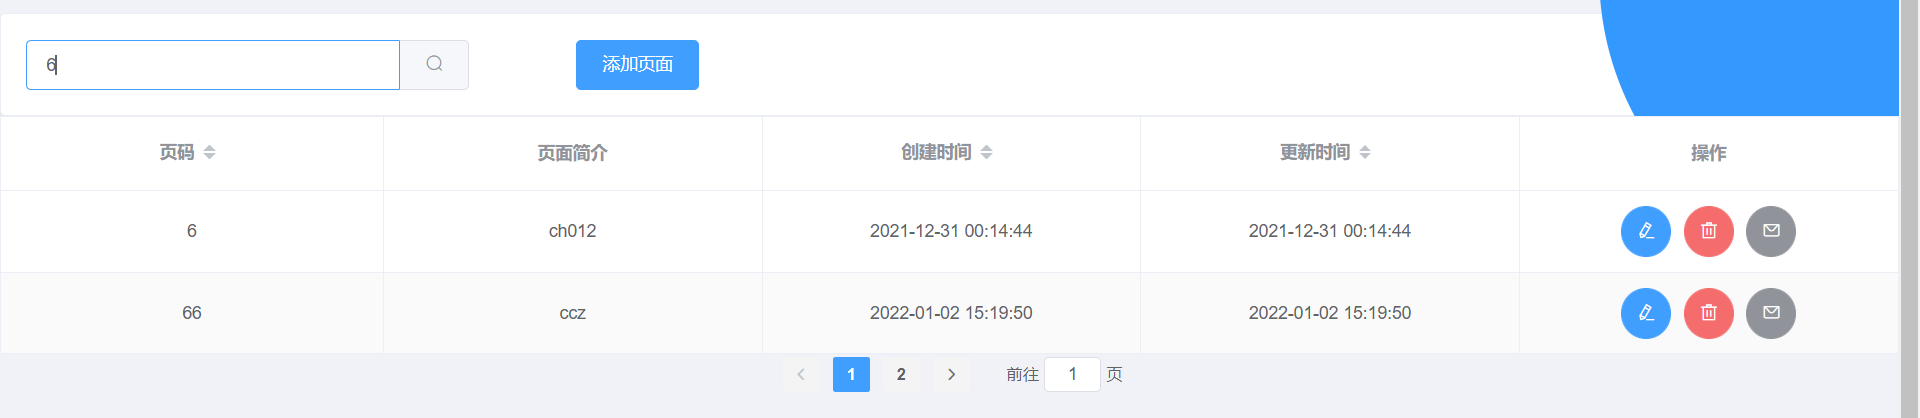 6
添加页面
页码 页面简介 创建时间 更新时间 操作
6 ch012 2021-12-31 00:14:44 2021-12-31 00:14:44
66 ccz 2022-01-02 15:19:50 2022-01-02 15:19:50
1 2 前往 1 页